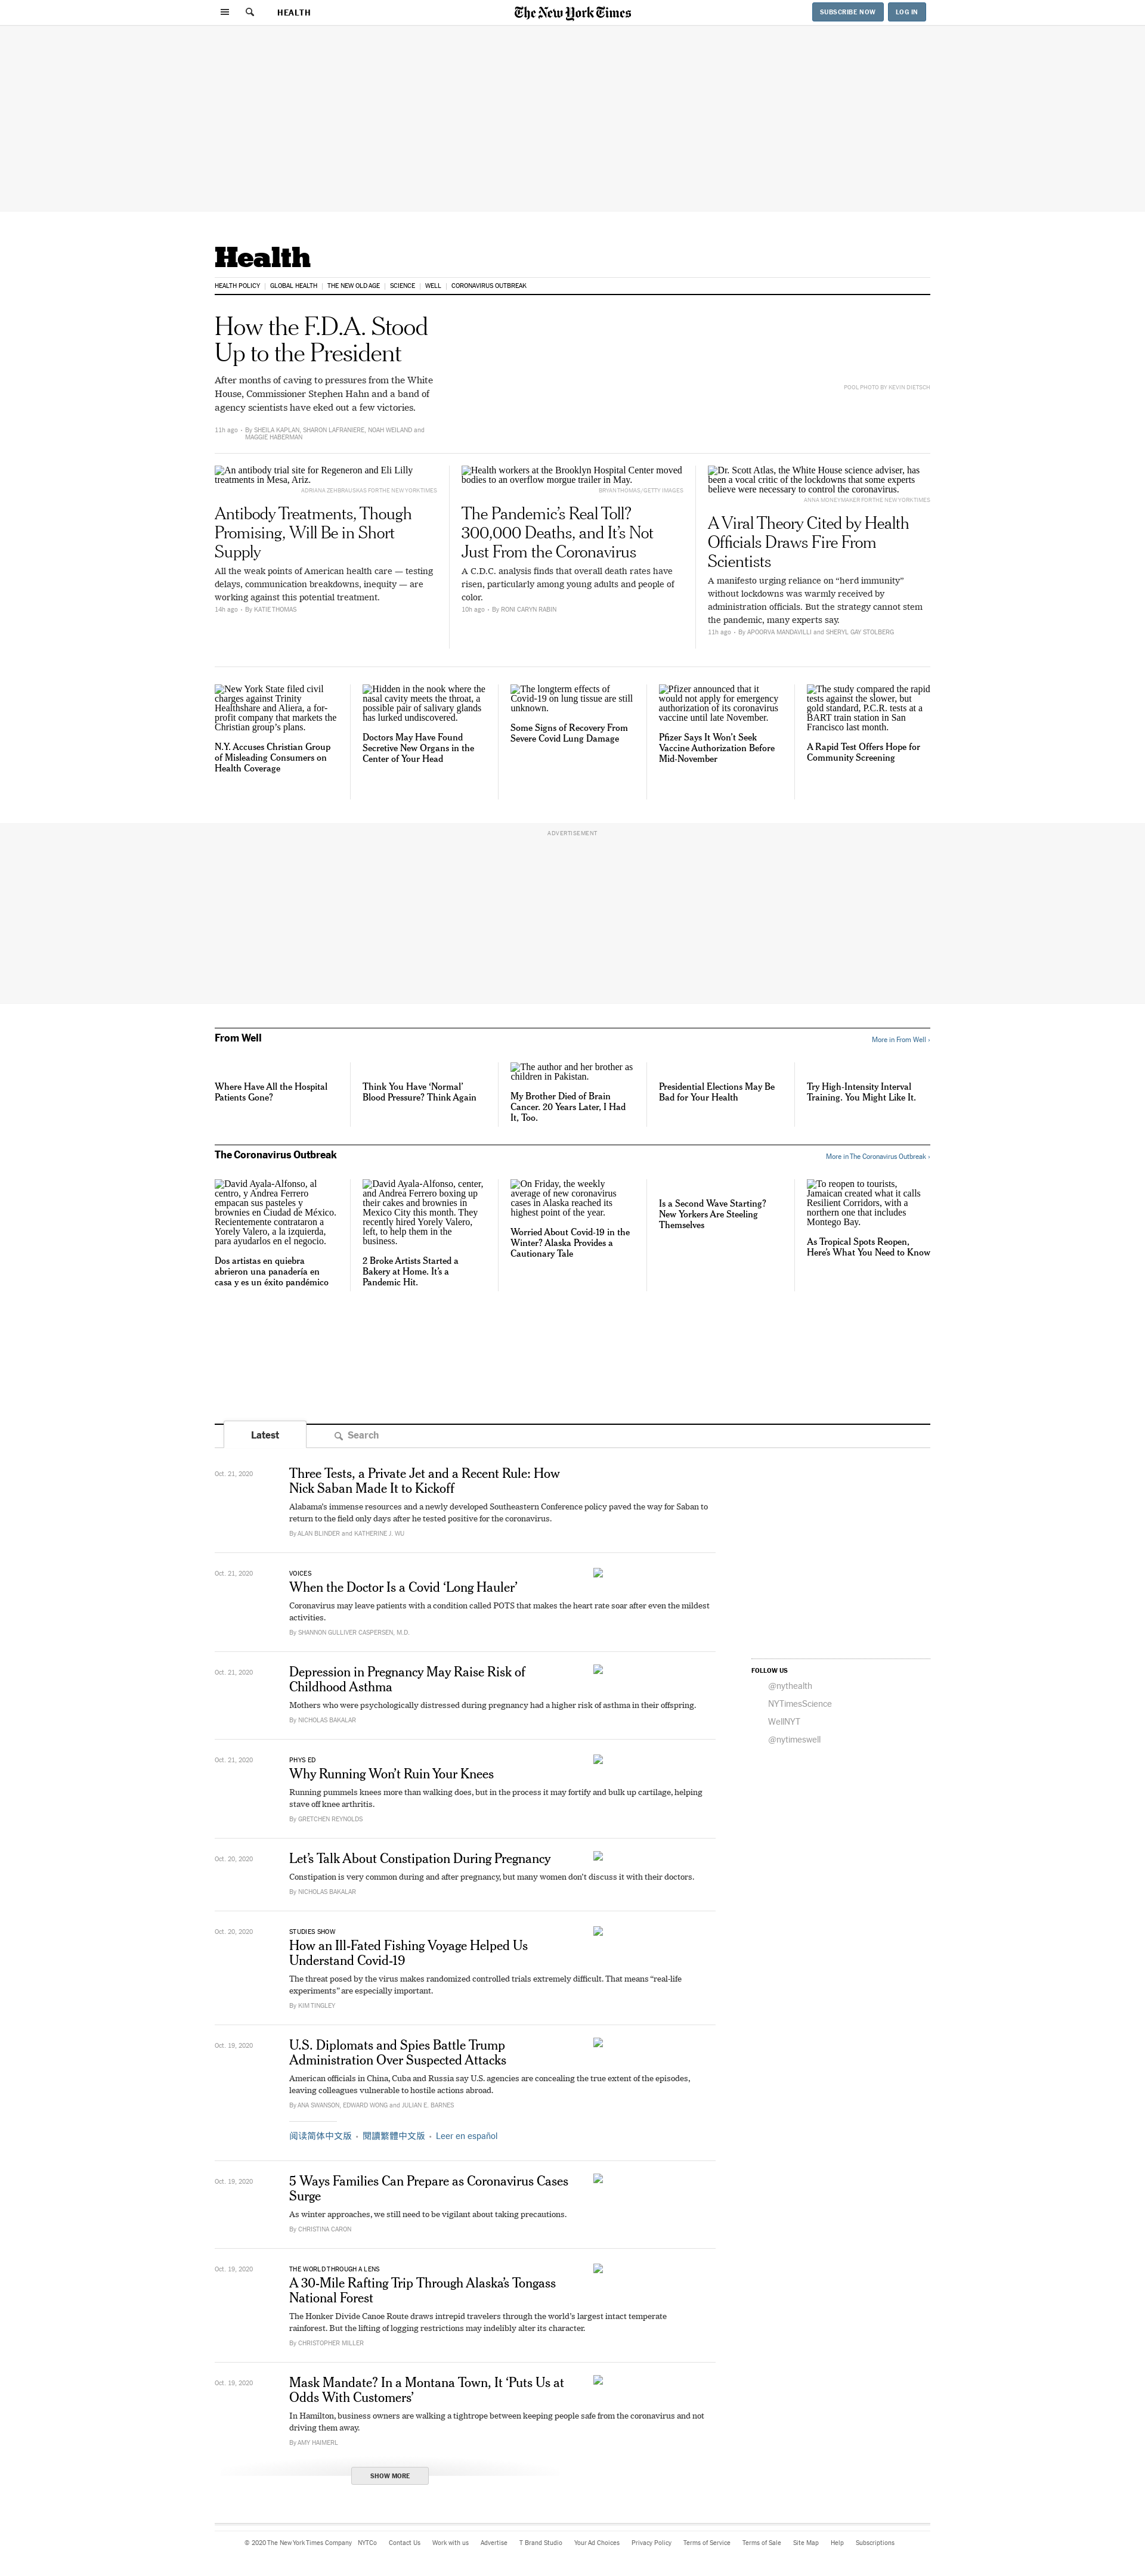 HEALTH
The New York Times
SUBSCRIBE NOW
LOG IN
Health
HEALTH POLICY
GLOBAL HEALTH
THE NEW OLD AGE
SCIENCE
WELL
CORONAVIRUS OUTBREAK
How the F.D.A. Stood
Up to the President
After months of caving to pressures from the White
House, Commissioner Stephen Hahn and a band of
agency scientists have eked out a few victories.
11h ago • By SHEILA KAPLAN, SHARON LAFRANIERE, NOAH WEILAND and
MAGGIE HABERMAN
POOL PHOTO BY KEVIN DIETSCH
An antibody trial site for Regeneron and Eli Lilly
treatments in Mesa, Ariz.
ADRIANA ZEHBRAUSKAS FOR THE NEW YORK TIMES
Antibody Treatments, Though
Promising, Will Be in Short
Supply
All the weak points of American health care — testing
delays, communication breakdowns, inequity — are
working against this potential treatment.
14h ago • By KATIE THOMAS
Health workers at the Brooklyn Hospital Center moved
bodies to an overflow morgue trailer in May.
BRYAN THOMAS/GETTY IMAGES
The Pandemic’s Real Toll?
300,000 Deaths, and It’s Not
Just From the Coronavirus
A C.D.C. analysis finds that overall death rates have
risen, particularly among young adults and people of
color.
10h ago • By RONI CARYN RABIN
Dr. Scott Atlas, the White House science adviser, has
been a vocal critic of the lockdowns that some experts
believe were necessary to control the coronavirus.
ANNA MONEYMAKER FOR THE NEW YORK TIMES
A Viral Theory Cited by Health
Officials Draws Fire From
Scientists
A manifesto urging reliance on “herd immunity”
without lockdowns was warmly received by
administration officials. But the strategy cannot stem
the pandemic, many experts say.
11h ago • By APOORVA MANDAVILLI and SHERYL GAY STOLBERG
New York State filed civil
charges against Trinity
Healthshare and Aliera, a for-
profit company that markets the
Christian group’s plans.
N.Y. Accuses Christian Group
of Misleading Consumers on
Health Coverage
Hidden in the nook where the
nasal cavity meets the throat, a
possible pair of salivary glands
has lurked undiscovered.
Doctors May Have Found
Secretive New Organs in the
Center of Your Head
The longterm effects of
Covid-19 on lung tissue are still
unknown.
Some Signs of Recovery From
Severe Covid Lung Damage
Pfizer announced that it
would not apply for emergency
authorization of its coronavirus
vaccine until late November.
Pfizer Says It Won’t Seek
Vaccine Authorization Before
Mid-November
The study compared the rapid
tests against the slower, but
gold standard, P.C.R. tests at a
BART train station in San
Francisco last month.
A Rapid Test Offers Hope for
Community Screening
ADVERTISEMENT
From Well
More in From Well ›
Where Have All the Hospital
Patients Gone?
Think You Have ‘Normal’
Blood Pressure? Think Again
The author and her brother as
children in Pakistan.
My Brother Died of Brain
Cancer. 20 Years Later, I Had
It, Too.
Presidential Elections May Be
Bad for Your Health
Try High-Intensity Interval
Training. You Might Like It.
The Coronavirus Outbreak
More in The Coronavirus Outbreak ›
David Ayala-Alfonso, al
centro, y Andrea Ferrero
empacan sus pasteles y
brownies en Ciudad de México.
Recientemente contrataron a
Yorely Valero, a la izquierda,
para ayudarlos en el negocio.
Dos artistas en quiebra
abrieron una panadería en
casa y es un éxito pandémico
David Ayala-Alfonso, center,
and Andrea Ferrero boxing up
their cakes and brownies in
Mexico City this month. They
recently hired Yorely Valero,
left, to help them in the
business.
2 Broke Artists Started a
Bakery at Home. It’s a
Pandemic Hit.
On Friday, the weekly
average of new coronavirus
cases in Alaska reached its
highest point of the year.
Worried About Covid-19 in the
Winter? Alaska Provides a
Cautionary Tale
Is a Second Wave Starting?
New Yorkers Are Steeling
Themselves
To reopen to tourists,
Jamaican created what it calls
Resilient Corridors, with a
northern one that includes
Montego Bay.
As Tropical Spots Reopen,
Here’s What You Need to Know
Latest
Search
Oct. 21, 2020
Three Tests, a Private Jet and a Recent Rule: How
Nick Saban Made It to Kickoff
Alabama’s immense resources and a newly developed Southeastern Conference policy paved the way for Saban to
return to the field only days after he tested positive for the coronavirus.
By ALAN BLINDER and KATHERINE J. WU
Oct. 21, 2020
VOICES
When the Doctor Is a Covid ‘Long Hauler’
Coronavirus may leave patients with a condition called POTS that makes the heart rate soar after even the mildest
activities.
By SHANNON GULLIVER CASPERSEN, M.D.
Oct. 21, 2020
Depression in Pregnancy May Raise Risk of
Childhood Asthma
Mothers who were psychologically distressed during pregnancy had a higher risk of asthma in their offspring.
By NICHOLAS BAKALAR
Oct. 21, 2020
PHYS ED
Why Running Won’t Ruin Your Knees
Running pummels knees more than walking does, but in the process it may fortify and bulk up cartilage, helping
stave off knee arthritis.
By GRETCHEN REYNOLDS
Oct. 20, 2020
Let’s Talk About Constipation During Pregnancy
Constipation is very common during and after pregnancy, but many women don’t discuss it with their doctors.
By NICHOLAS BAKALAR
Oct. 20, 2020
STUDIES SHOW
How an Ill-Fated Fishing Voyage Helped Us
Understand Covid-19
The threat posed by the virus makes randomized controlled trials extremely difficult. That means “real-life
experiments” are especially important.
By KIM TINGLEY
Oct. 19, 2020
U.S. Diplomats and Spies Battle Trump
Administration Over Suspected Attacks
American officials in China, Cuba and Russia say U.S. agencies are concealing the true extent of the episodes,
leaving colleagues vulnerable to hostile actions abroad.
By ANA SWANSON, EDWARD WONG and JULIAN E. BARNES
阅读简体中文版 • 閱讀繁體中文版 • Leer en español
Oct. 19, 2020
5 Ways Families Can Prepare as Coronavirus Cases
Surge
As winter approaches, we still need to be vigilant about taking precautions.
By CHRISTINA CARON
Oct. 19, 2020
THE WORLD THROUGH A LENS
A 30-Mile Rafting Trip Through Alaska’s Tongass
National Forest
The Honker Divide Canoe Route draws intrepid travelers through the world’s largest intact temperate
rainforest. But the lifting of logging restrictions may indelibly alter its character.
By CHRISTOPHER MILLER
Oct. 19, 2020
Mask Mandate? In a Montana Town, It ‘Puts Us at
Odds With Customers’
In Hamilton, business owners are walking a tightrope between keeping people safe from the coronavirus and not
driving them away.
By AMY HAIMERL
SHOW MORE
FOLLOW US
@nythealth
NYTimesScience
WellNYT
@nytimeswell
© 2020 The New York Times Company
NYTCo
Contact Us
Work with us
Advertise
T Brand Studio
Your Ad Choices
Privacy Policy
Terms of Service
Terms of Sale
Site Map
Help
Subscriptions